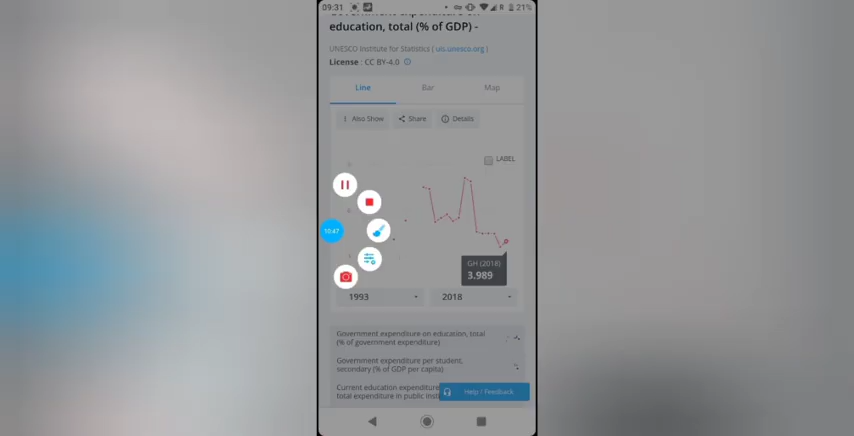 09:31 R 21%
education, total (% of GDP) -
UNESCO Institute for Statistics ( uis.unesco.org )
License : CC BY-4.0
Line Bar Map
Also Show Share Details
LABEL
10:47
GH (2018)
3.989
1993 2018
Government expenditure on education, total
(% of government expenditure)
Government expenditure per student,
secondary (% of GDP per capita)
Current education expenditure
total expenditure in public
Help / Feedback